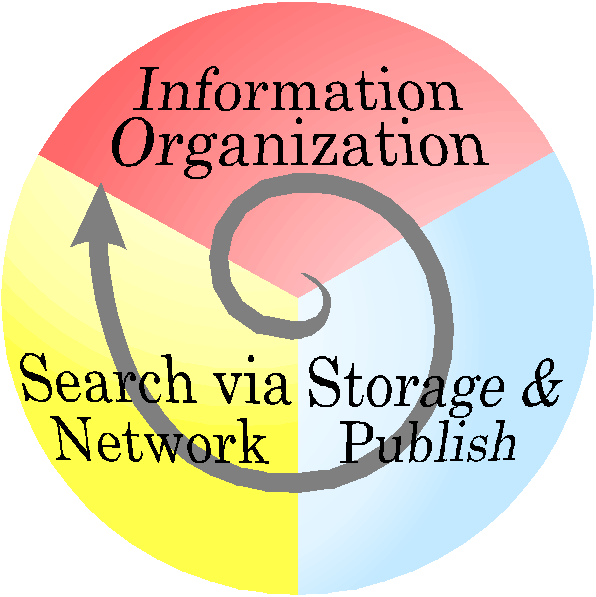 Information
Organization
Search via
Network
Storage &
Publish